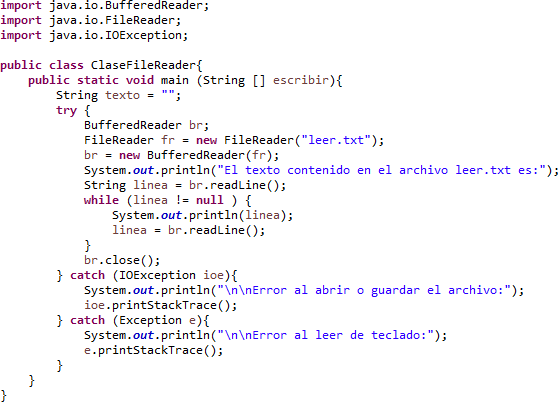 import java.io.BufferedReader;
import java.io.FileReader;
import java.io.IOException;

public class ClaseFileReader{
    public static void main (String [] escribir){
        String texto = "";
        try {
            BufferedReader br;
            FileReader fr = new FileReader("leer.txt");
            br = new BufferedReader(fr);
            System.out.println("El texto contenido en el archivo leer.txt es:");
            String linea = br.readLine();
            while (linea != null ) {
                System.out.println(linea);
                linea = br.readLine();
            }
            br.close();
        } catch (IOException ioe){
            System.out.println("\n\nError al abrir o guardar el archivo:");
            ioe.printStackTrace();
        } catch (Exception e){
            System.out.println("\n\nError al leer de teclado:");
            e.printStackTrace();
        }
    }
}